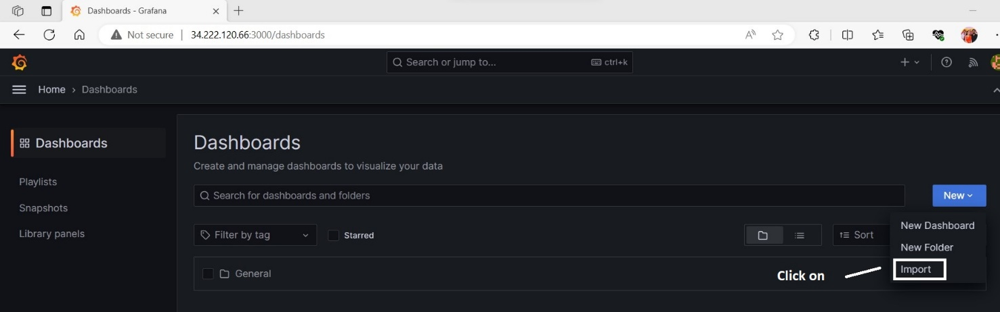 Dashboards - Grafana
Not secure | 34.222.120.66:3000/dashboards
Search or jump to... ctrl+k
Home › Dashboards
Dashboards
Playlists
Snapshots
Library panels
Dashboards
Create and manage dashboards to visualize your data
Search for dashboards and folders
New
Filter by tag
Starred
Sort
New Dashboard
New Folder
Import
General
Click on